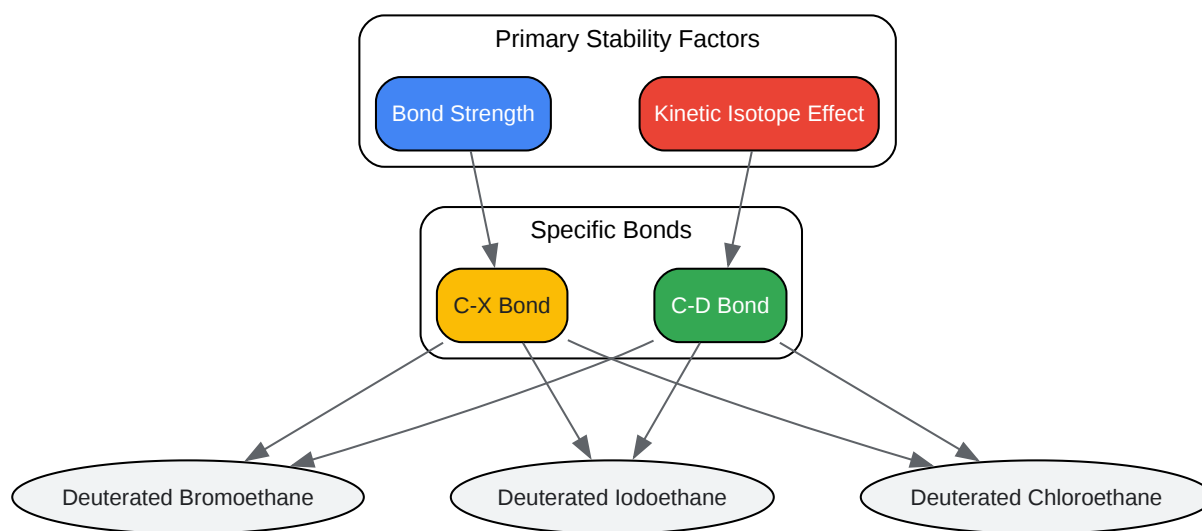 Primary Stability Factors
Bond Strength
Kinetic Isotope Effect
Specific Bonds
C-X Bond
C-D Bond
Deuterated Bromoethane
Deuterated Iodoethane
Deuterated Chloroethane